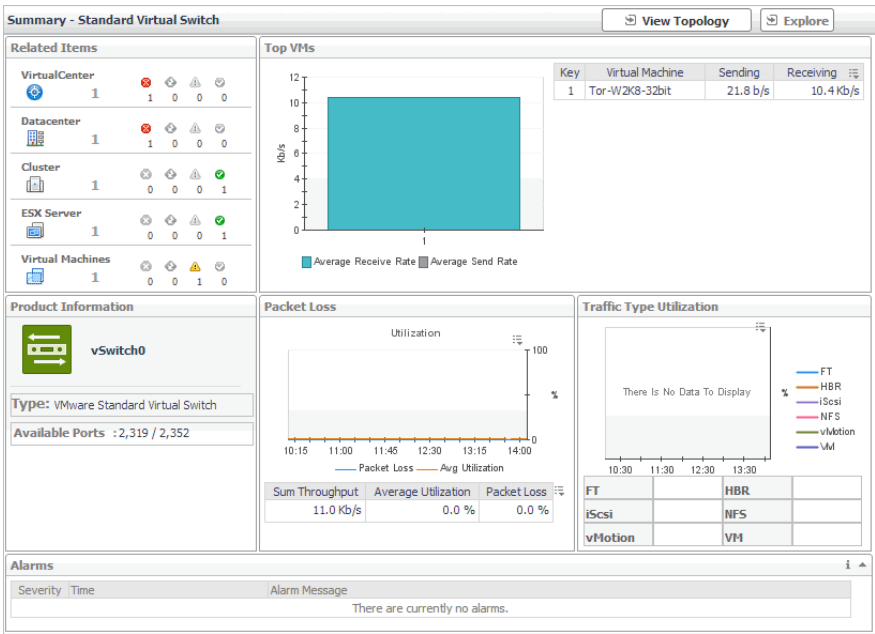 Summary - Standard Virtual Switch
View Topology
Explore
Related Items
VirtualCenter
1
1 0 0 0
Datacenter
1
1 0 0 0
Cluster
1
0 0 0 1
ESX Server
1
0 0 0 1
Virtual Machines
1
0 0 1 0
Top VMs
12
10
8
6
4
2
0
Kb/s
1
Average Receive Rate Average Send Rate
Key Virtual Machine Sending Receiving
1 Tor-W2K8-32bit 21.8 b/s 10.4 Kb/s
Product Information
vSwitch0
Type: VMware Standard Virtual Switch
Available Ports : 2,319 / 2,352
Packet Loss
Utilization
100
%
0
10:15 11:00 11:45 12:30 13:15 14:00
Packet Loss Avg Utilization
Sum Throughput Average Utilization Packet Loss
11.0 Kb/s 0.0 % 0.0 %
Traffic Type Utilization
There Is No Data To Display
%
FT
HBR
iScsi
NFS
vMotion
VM
10:30 11:30 12:30 13:30
FT HBR
iScsi NFS
vMotion VM
Alarms
Severity Time Alarm Message
There are currently no alarms.